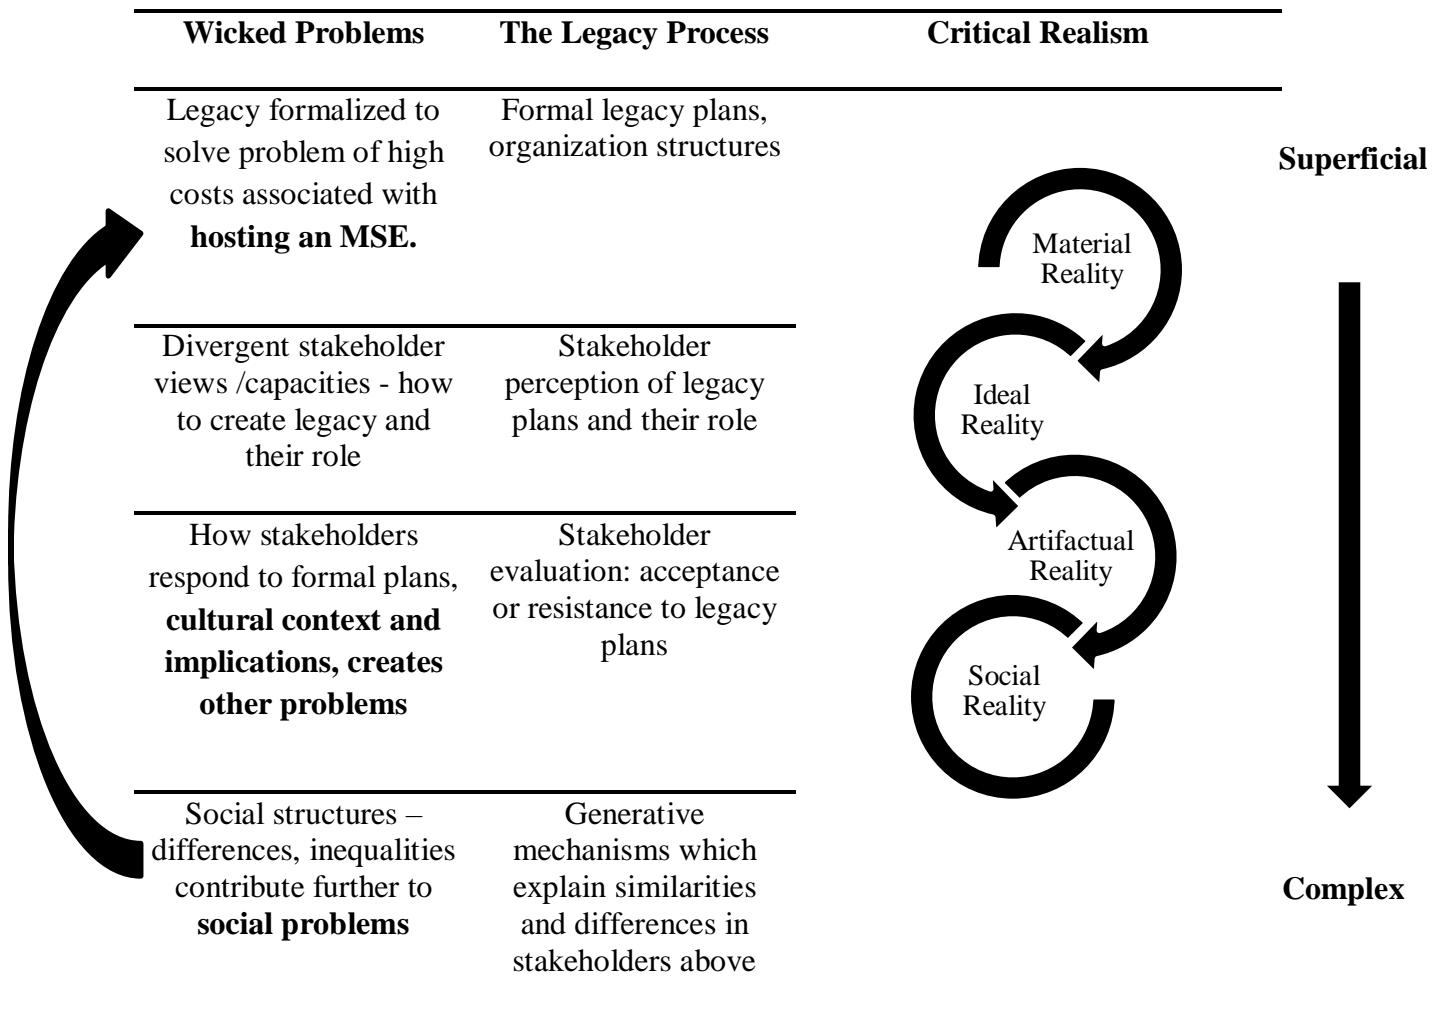 Wicked Problems
The Legacy Process
Critical Realism
Legacy formalized to
solve problem of high
costs associated with
hosting an MSE.
Formal legacy plans,
organization structures
Material
Reality
Superficial
Divergent stakeholder
views /capacities - how
to create legacy and
their role
Stakeholder
perception of legacy
plans and their role
Ideal
Reality
How stakeholders
respond to formal plans,
cultural context and
implications, creates
other problems
Stakeholder
evaluation: acceptance
or resistance to legacy
plans
Artifactual
Reality
Social
Reality
Social structures –
differences, inequalities
contribute further to
social problems
Generative
mechanisms which
explain similarities
and differences in
stakeholders above
Complex